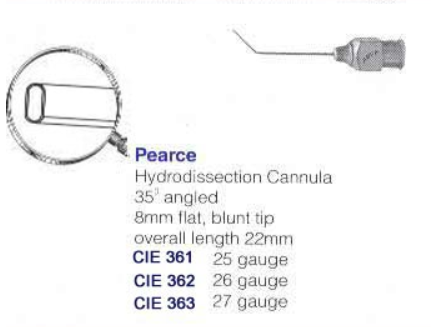 Pearce
Hydrodissection Cannula
35° angled
8mm flat, blunt tip
overall length 22mm
CIE 361 25 gauge
CIE 362 26 gauge
CIE 363 27 gauge